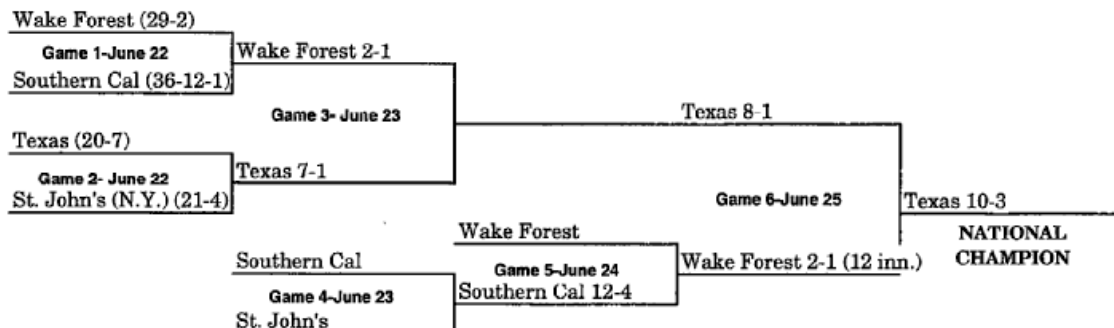 Wake Forest (29-2)
Game 1-June 22
Wake Forest 2-1
Southern Cal (36-12-1)
Game 3- June 23
Texas 8-1
Texas (20-7)
Game 2- June 22
Texas 7-1
St. John's (N.Y.) (21-4)
Game 6-June 25
Texas 10-3
NATIONAL
CHAMPION
Wake Forest
Southern Cal
Game 5-June 24
Wake Forest 2-1 (12 inn.)
Game 4-June 23
Southern Cal 12-4
St. John's